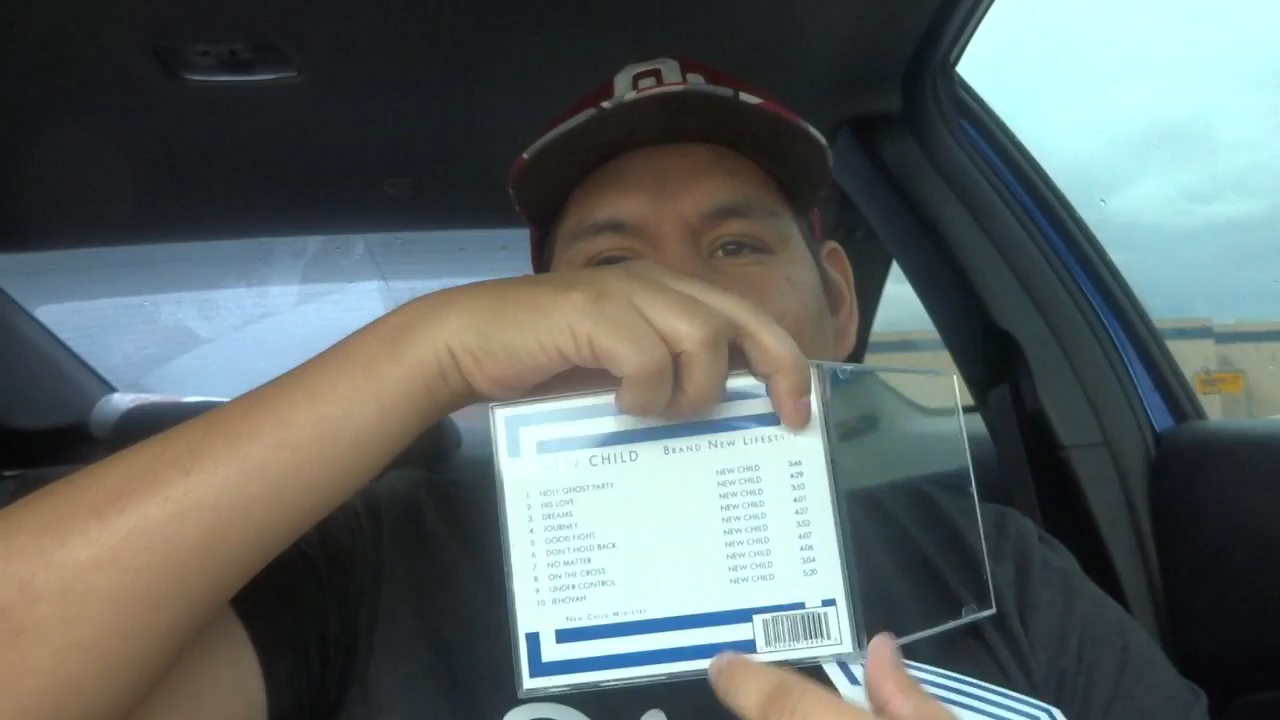 CHILD BRAND NEW
1 HOLY GHOST PARTY NEW CHILD 3:46
2 HIS LOVE NEW CHILD 4:29
3. DREAMS NEW CHILD 3:52
4 JOURNEY NEW CHILD 4:01
5 GOOD FIGHT NEW CHILD 4:27
6 DON'T HOLD BACK NEW CHILD 3:52
7 NO MATTER NEW CHILD 4:07
8 ON THE CROSS NEW CHILD 4:06
9 UNDER CONTROL NEW CHILD 3:04
10. JEHOVAH NEW CHILD 5:20
NEW CHILD